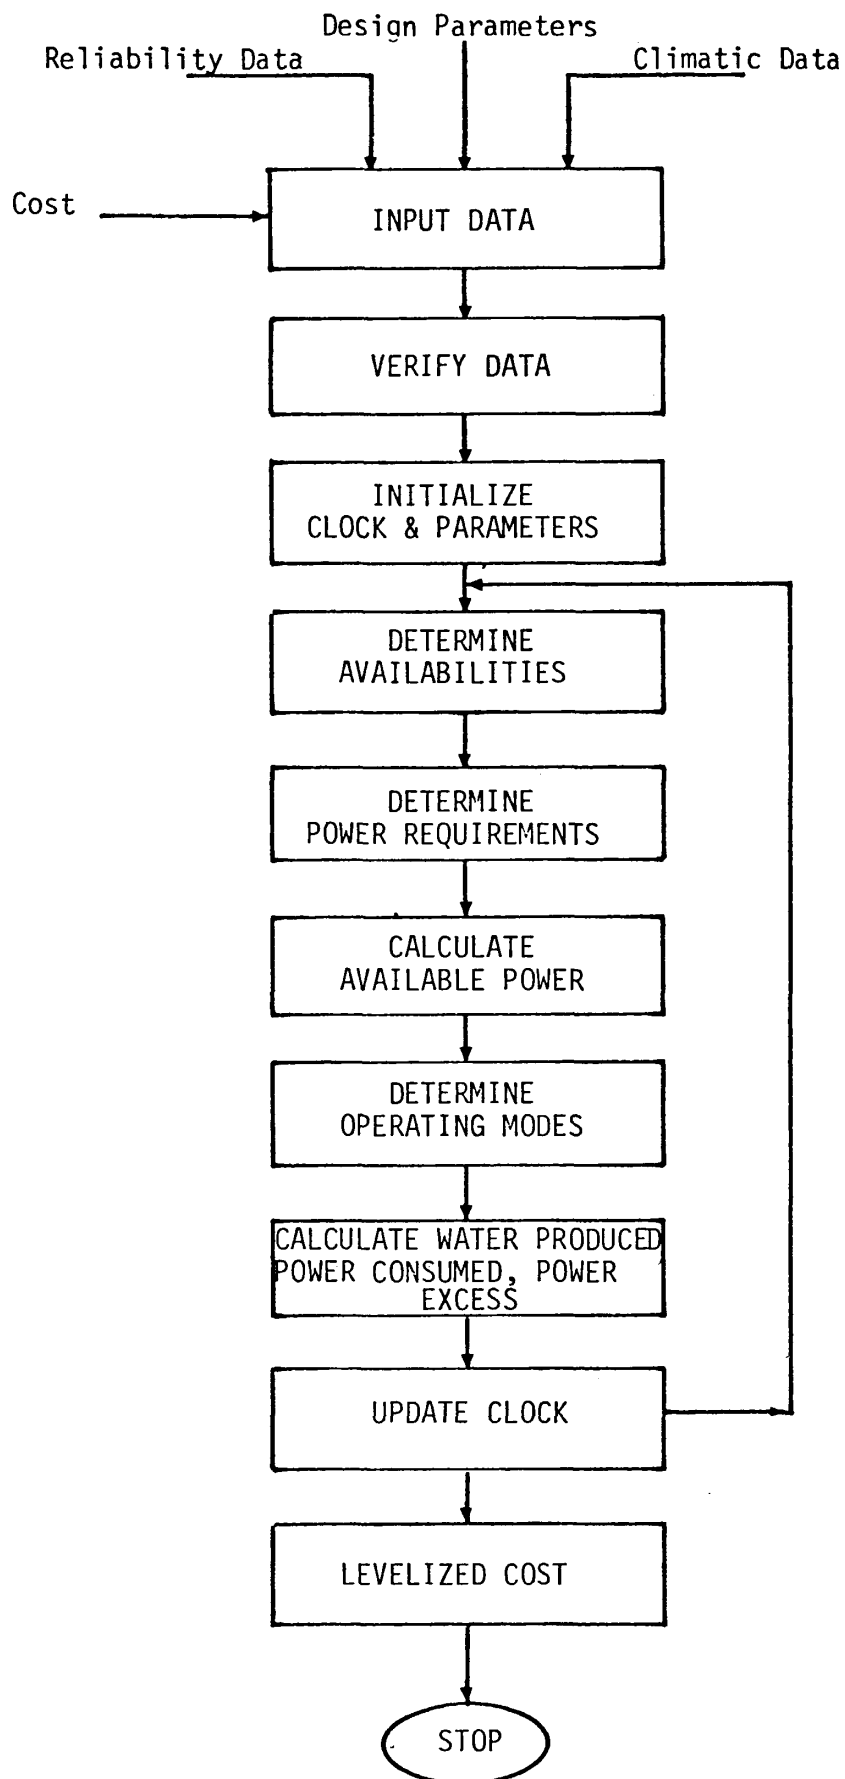 Design Parameters
Reliability Data
Climatic Data
Cost
INPUT DATA
VERIFY DATA
INITIALIZE
CLOCK & PARAMETERS
DETERMINE
AVAILABILITIES
DETERMINE
POWER REQUIREMENTS
CALCULATE
AVAILABLE POWER
DETERMINE
OPERATING MODES
CALCULATE WATER PRODUCED
POWER CONSUMED, POWER
EXCESS
UPDATE CLOCK
LEVELIZED COST
STOP